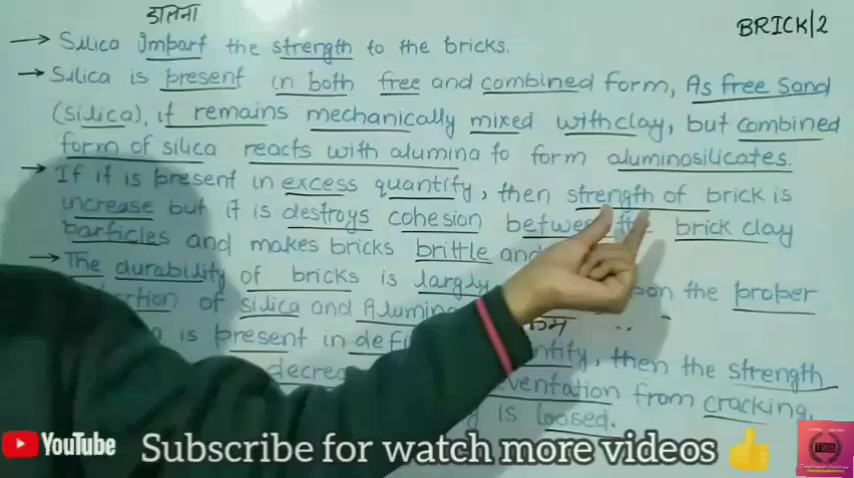 डालना
BRICK/2
→ Silica Impart the strength to the bricks.
→ Silica is present in both free and combined form, As free sand
(silica), it remains mechanically mixed with clay, but combined
form of silica reacts with alumina to form aluminosilicates.
→ If it is present in excess quantity, then strength of brick is
increase but it is destroys cohesion between the brick clay
particles and makes bricks brittle and
→ The durability of bricks is largly upon the proper
of silica and Alumina
is present in
कम
then the strength
from cracking,
is loosed.
YouTube
Subscribe for watch more videos